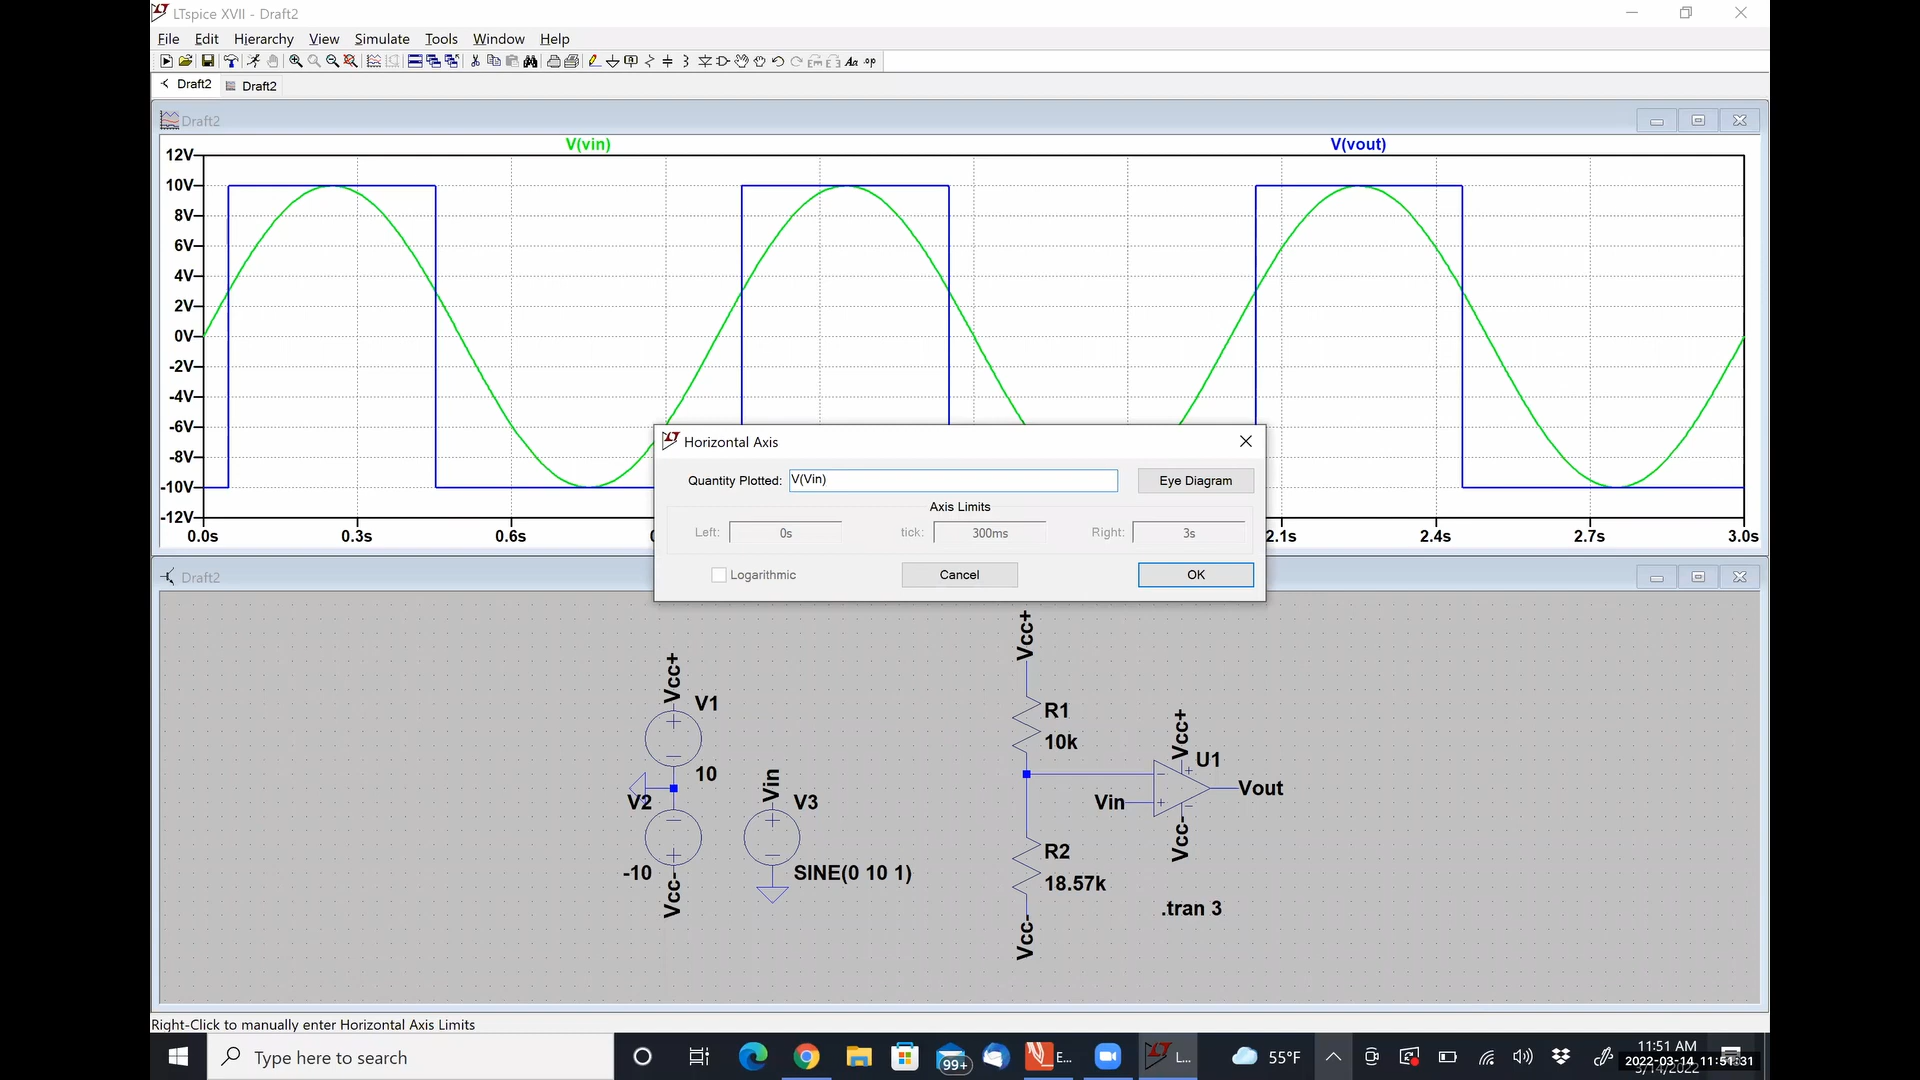 LTspice XVII - Draft2
File Edit Hierarchy View Simulate Tools Window Help
Draft2 Draft2
Draft2
V(vin) V(vout)
12V
10V
8V
6V
4V
2V
0V
-2V
-4V
-6V
-8V
-10V
-12V
0.0s 0.3s 0.6s 2.1s 2.4s 2.7s 3.0s
Horizontal Axis
Quantity Plotted: V(Vin) Eye Diagram
Axis Limits
Left: 0s tick: 300ms Right: 3s
Logarithmic Cancel OK
Draft2
Vcc+
V1
10
V2
-10
Vcc-
Vin
V3
SINE(0 10 1)
Vcc+
R1
10k
Vcc+
U1
Vin
Vout
Vcc-
R2
18.57k
Vcc-
.tran 3
Right-Click to manually enter Horizontal Axis Limits
Type here to search
99+
E...
L...
55°F
11:51 AM
2022-03-14 11:51:31
3/14/2022